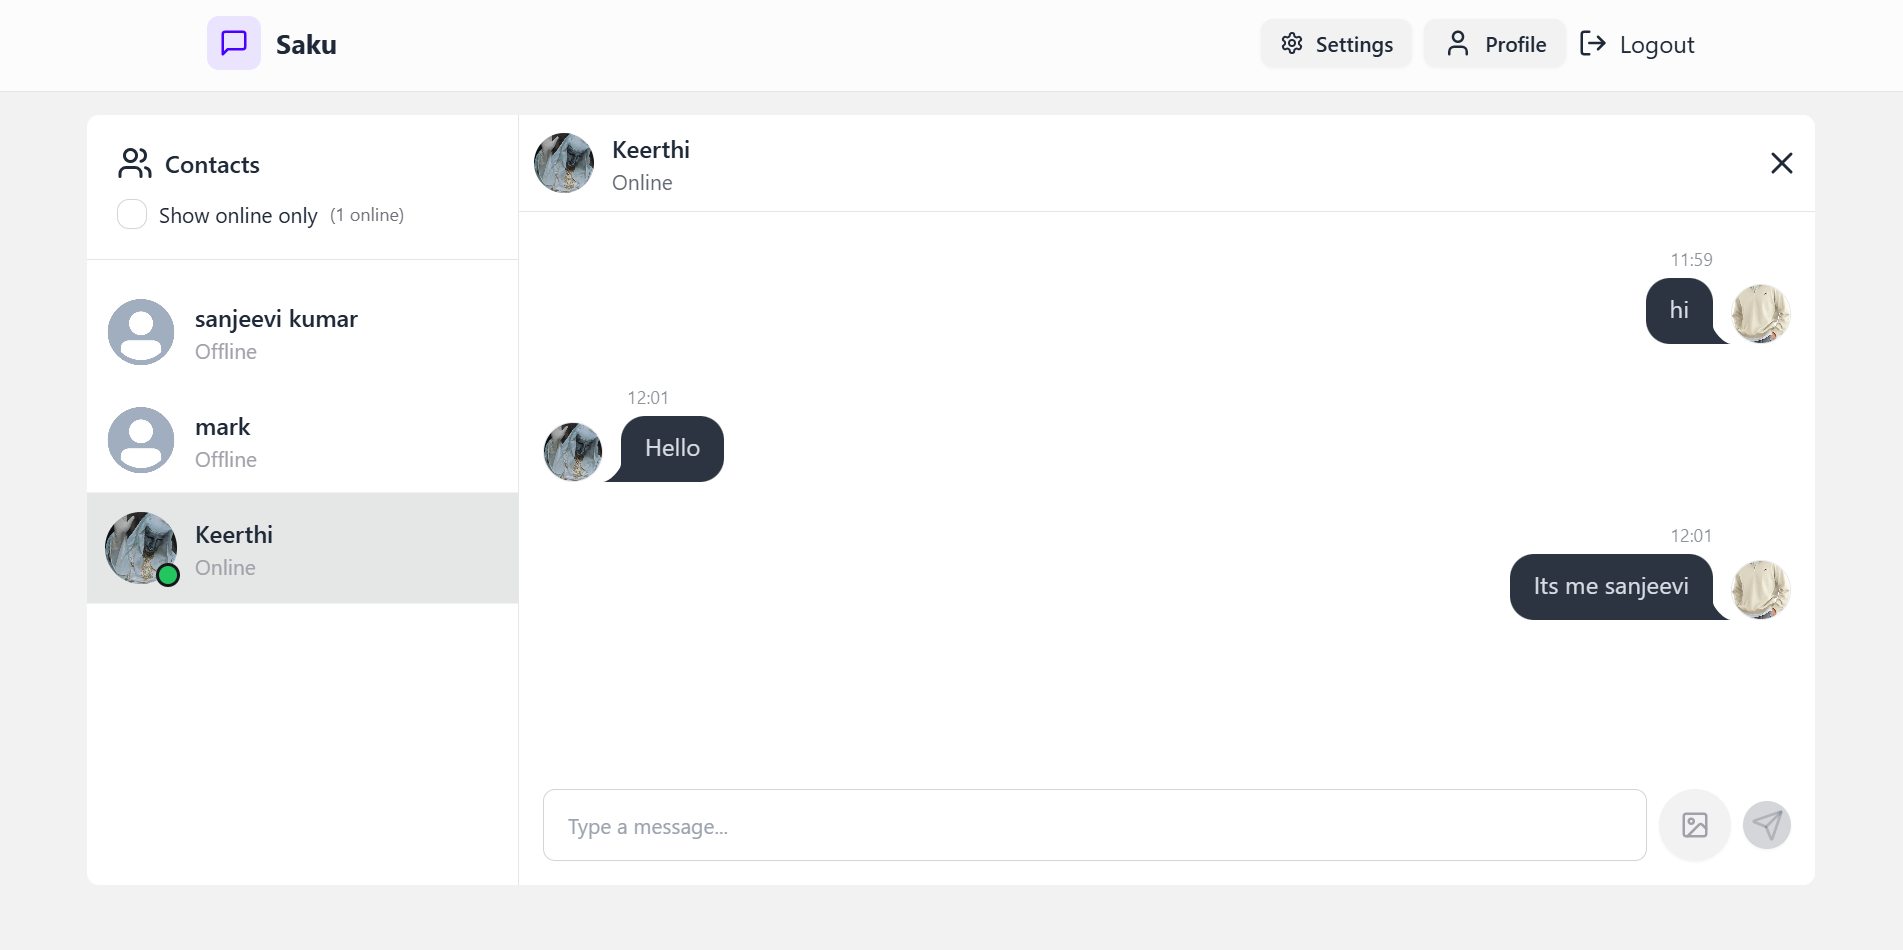 Saku
Settings
Profile
Logout
Contacts
Show online only (1 online)
sanjeevi kumar
Offline
mark
Offline
Keerthi
Online
Keerthi
Online
11:59
hi
12:01
Hello
12:01
Its me sanjeevi
Type a message...